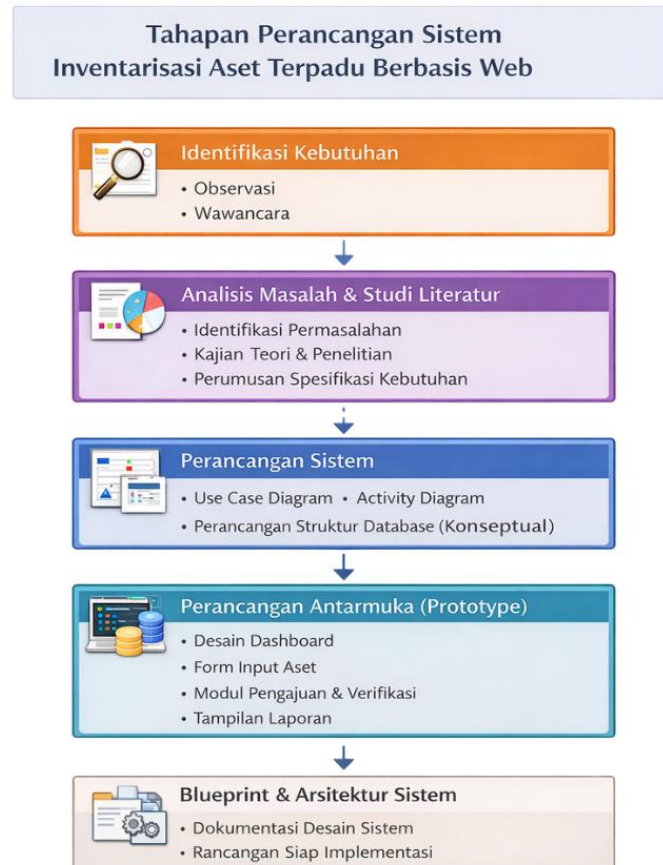 Tahapan Perancangan Sistem
Inventarisasi Aset Terpadu Berbasis Web
Identifikasi Kebutuhan
• Observasi
• Wawancara
Analisis Masalah & Studi Literatur
• Identifikasi Permasalahan
• Kajian Teori & Penelitian
• Perumusan Spesifikasi Kebutuhan
Perancangan Sistem
• Use Case Diagram • Activity Diagram
• Perancangan Struktur Database (Konseptual)
Perancangan Antarmuka (Prototype)
• Desain Dashboard
• Form Input Aset
• Modul Pengajuan & Verifikasi
• Tampilan Laporan
Blueprint & Arsitektur Sistem
• Dokumentasi Desain Sistem
• Rancangan Siap Implementasi